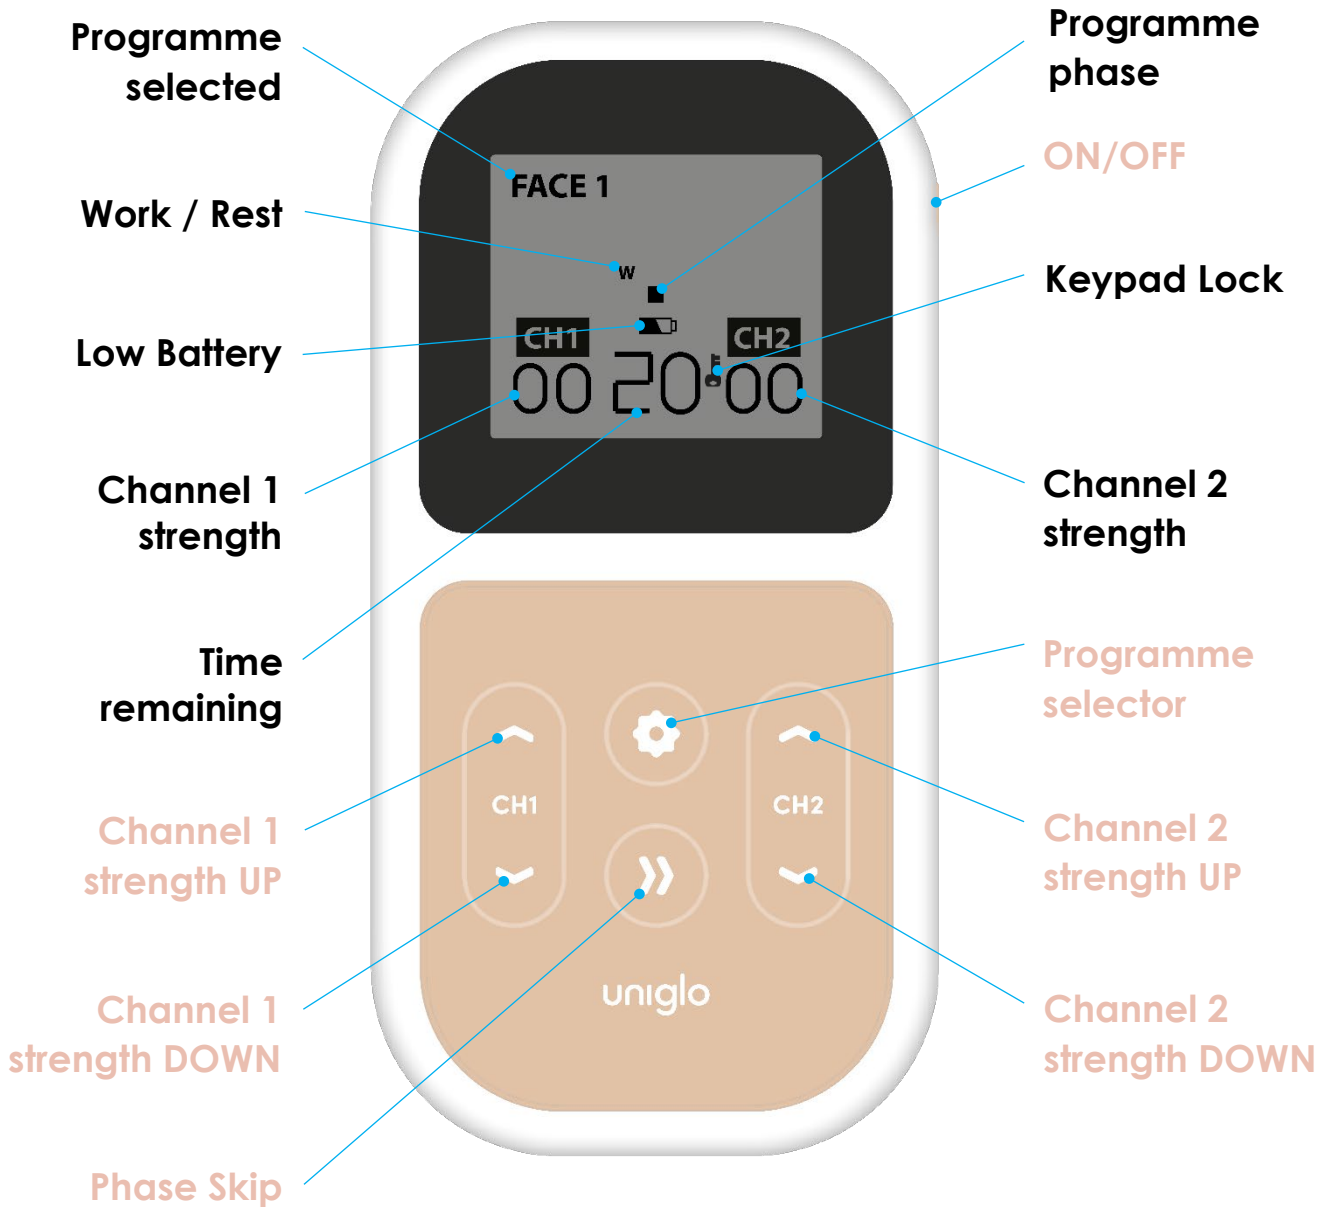 Programme
selected
Work / Rest
Low Battery
Channel 1
strength
Time
remaining
Channel 1
strength UP
Channel 1
strength DOWN
Phase Skip
FACE 1
W
CH1
CH2
00
20
00
CH1
CH2
uniglo
Programme
phase
ON/OFF
Keypad Lock
Channel 2
strength
Programme
selector
Channel 2
strength UP
Channel 2
strength DOWN